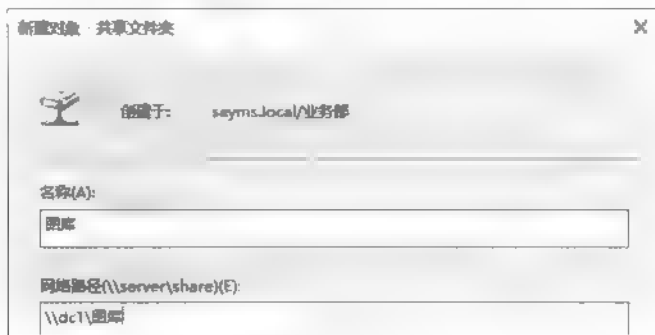 新建对象 - 共享文件夹
创建于: sayms.local/业务部
名称(A):
图库
网络路径(\\server\share)(E):
\\dc1\图库